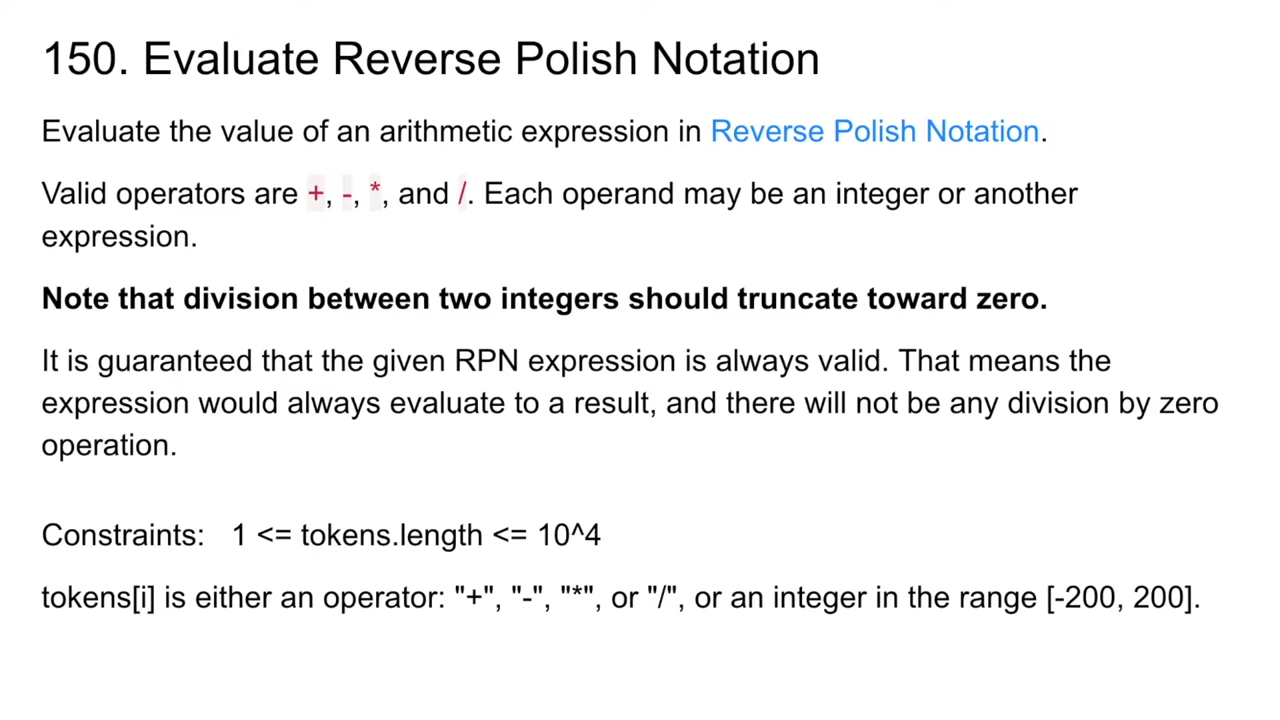 150. Evaluate Reverse Polish Notation
Evaluate the value of an arithmetic expression in Reverse Polish Notation.
Valid operators are +, -, *, and /. Each operand may be an integer or another
expression.
Note that division between two integers should truncate toward zero.
It is guaranteed that the given RPN expression is always valid. That means the
expression would always evaluate to a result, and there will not be any division by zero
operation.
Constraints: 1 <= tokens.length <= 10^4
tokens[i] is either an operator: "+", "-", "*", or "/", or an integer in the range [-200, 200].